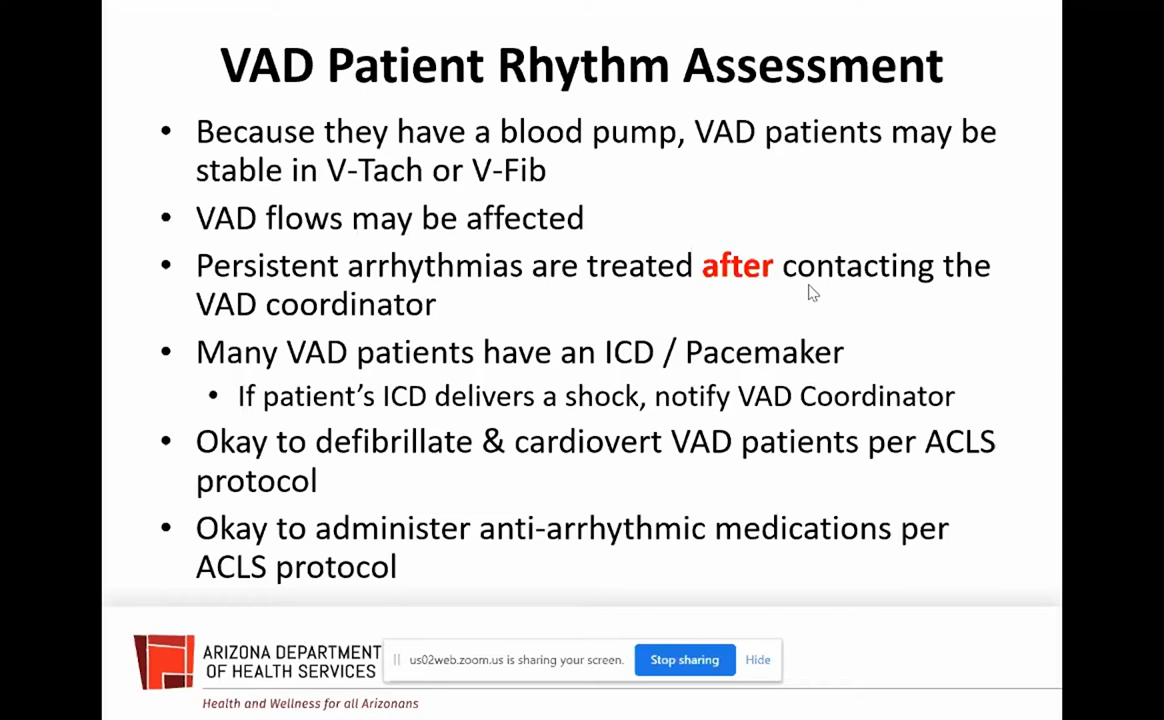 VAD Patient Rhythm Assessment
• Because they have a blood pump, VAD patients may be
stable in V-Tach or V-Fib
• VAD flows may be affected
• Persistent arrhythmias are treated after contacting the
VAD coordinator
• Many VAD patients have an ICD / Pacemaker
• If patient's ICD delivers a shock, notify VAD Coordinator
• Okay to defibrillate & cardiovert VAD patients per ACLS
protocol
• Okay to administer anti-arrhythmic medications per
ACLS protocol
ARIZONA DEPARTMENT
OF HEALTH SERVICES
Health and Wellness for all Arizonans
us02web.zoom.us is sharing your screen. Stop sharing Hide